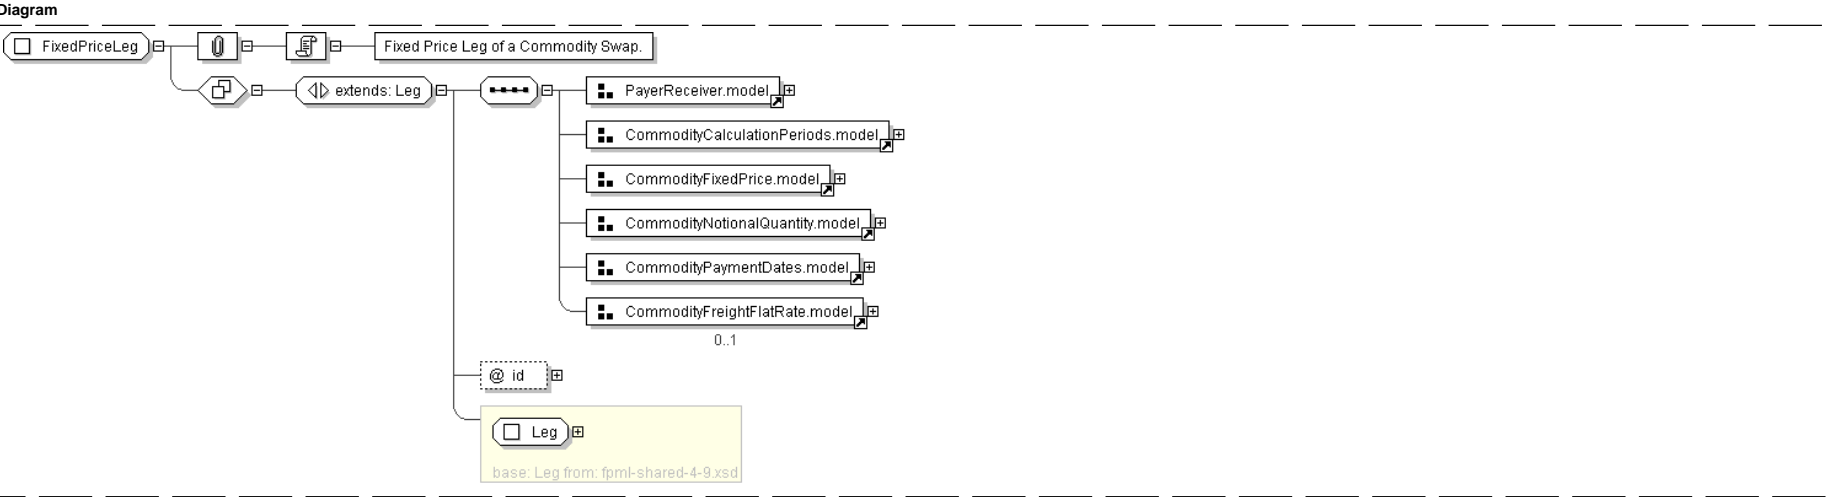 Diagram
FixedPriceLeg
Fixed Price Leg of a Commodity Swap.
extends: Leg
PayerReceiver.model
CommodityCalculationPeriods.model
CommodityFixedPrice.model
CommodityNotionalQuantity.model
CommodityPaymentDates.model
CommodityFreightFlatRate.model
0..1
@ id
Leg
base: Leg from: fpml-shared-4-9.xsd